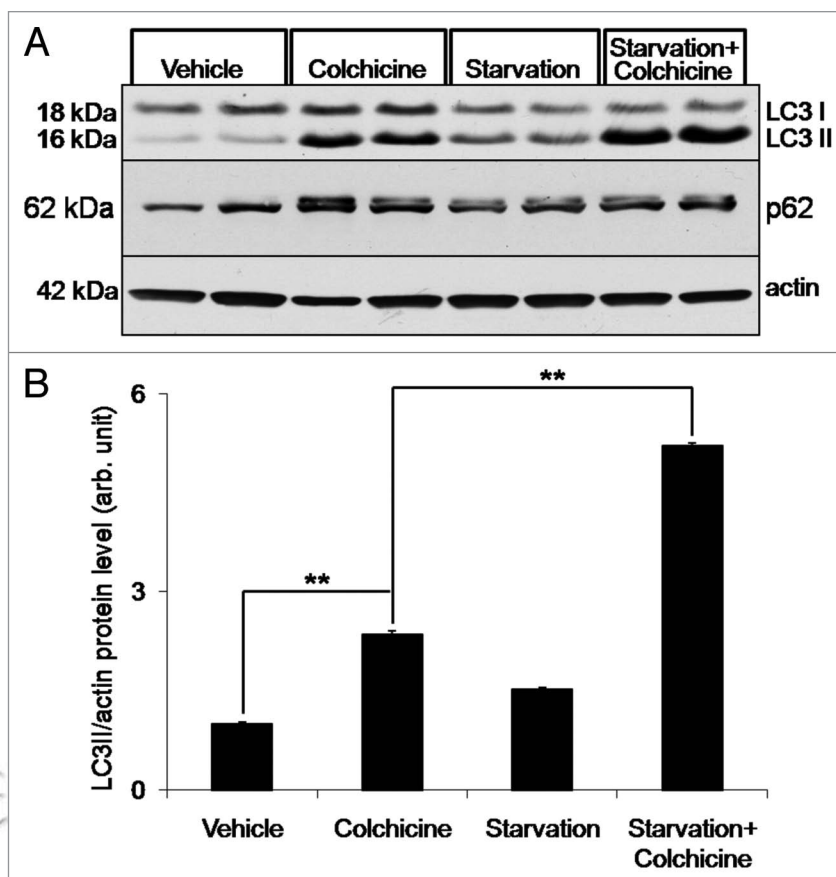 A
Vehicle Colchicine Starvation Starvation+
Colchicine
18 kDa LC3 I
16 kDa LC3 II
62 kDa p62
42 kDa actin
B
LC3II/actin protein level (arb. unit)
6
3
0
**
**
Vehicle Colchicine Starvation Starvation+
Colchicine